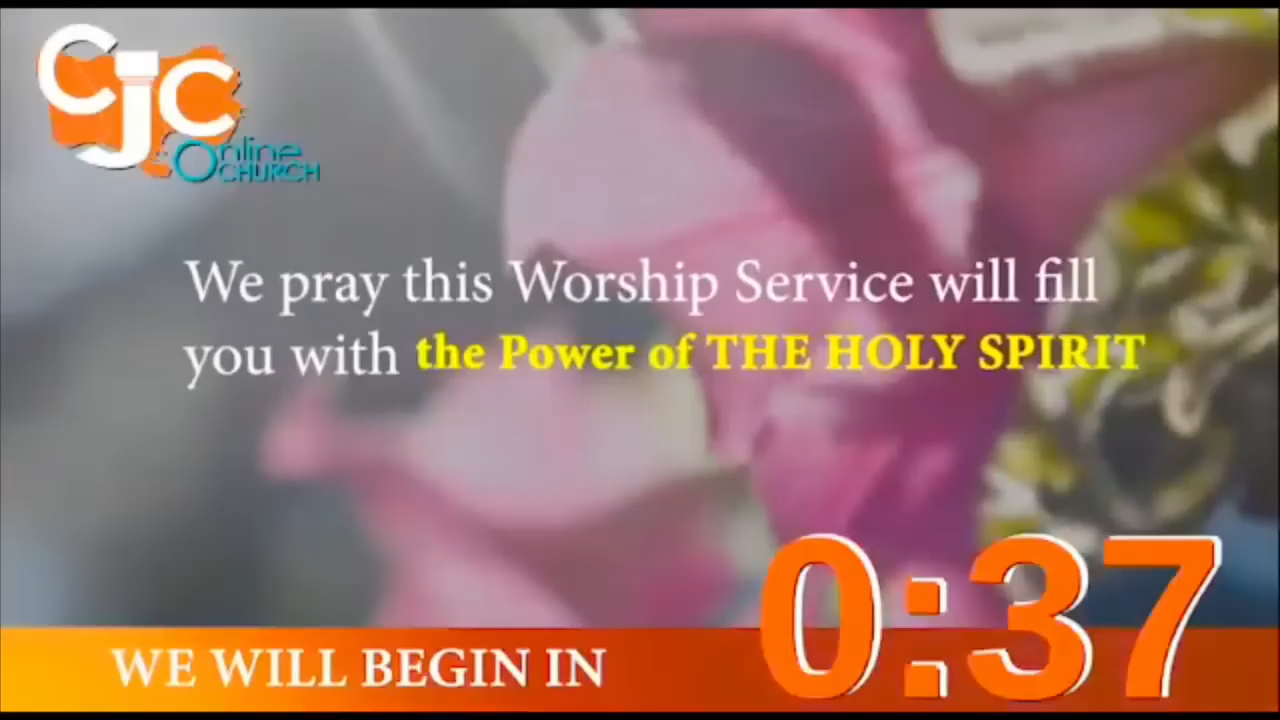 CJC
Online
CHURCH
We pray this Worship Service will fill
you with the Power of THE HOLY SPIRIT
WE WILL BEGIN IN
0:37